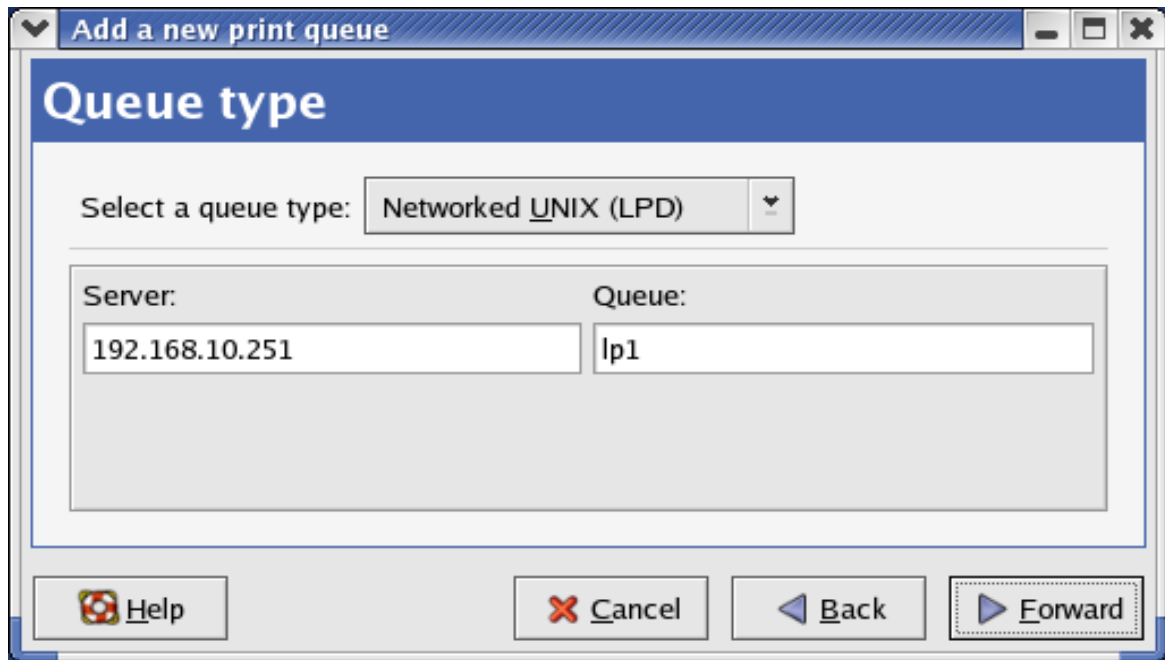 Add a new print queue
Queue type
Select a queue type: Networked UNIX (LPD)
Server: Queue:
192.168.10.251 lp1
Help Cancel Back Forward